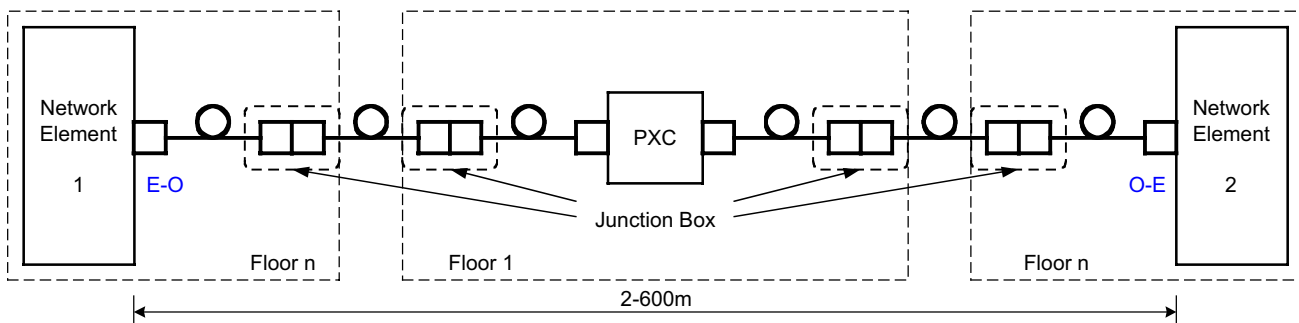 Network
Element
1
E-O
PXC
Network
Element
2
O-E
Junction Box
Floor n
Floor 1
Floor n
2-600m